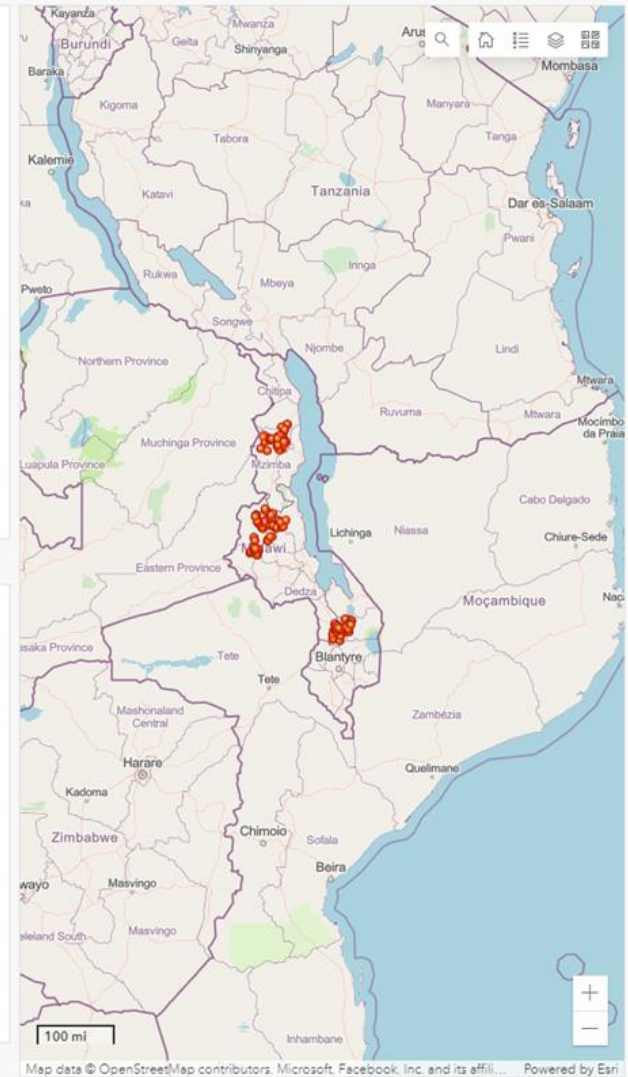 Kayanza
Mwanza
Burundi
Geita
Shinyanga
Arus
Mombasa
Baraka
Kigoma
Manyara
Tabora
Tanga
Kalemie
Katavi
Tanzania
Dar es-Salaam
Pwani
Rukwa
Iringa
Mbeya
Pweto
Songwe
Njombe
Lindi
Northern Province
Chitipa
Mtwara
Ruvuma
Mtwara
Mocímbo
da Praia
Muchinga Province
Luapula Province
Mzimba
Cabo Delgado
Lichinga
Niassa
Chiure-Sede
Eastern Province
Dedza
Moçambique
Nac
usaka Province
Tete
Blantyre
Tete
Mashonaland
Central
Zambézia
Harare
Quelimane
Kadoma
Chimoio
Sofala
Zimbabwe
Beira
wayo
Masvingo
eleland South
Masvingo
100 mi
Inhambane
Map data © OpenStreetMap contributors, Microsoft, Facebook, Inc. and its affili... Powered by Esri